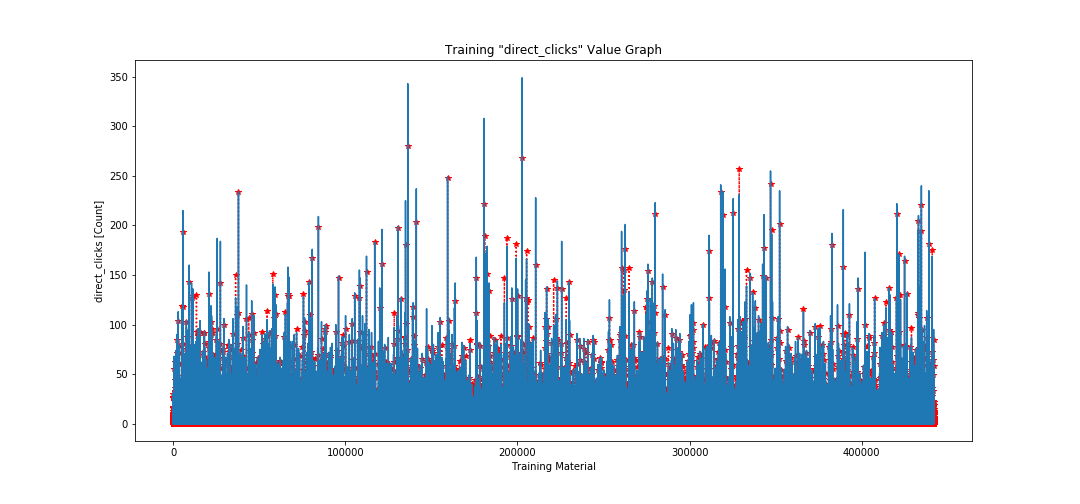 Training "direct_clicks" Value Graph
direct_clicks [Count]
350
300
250
200
150
100
50
0
0 100000 200000 300000 400000
Training Material